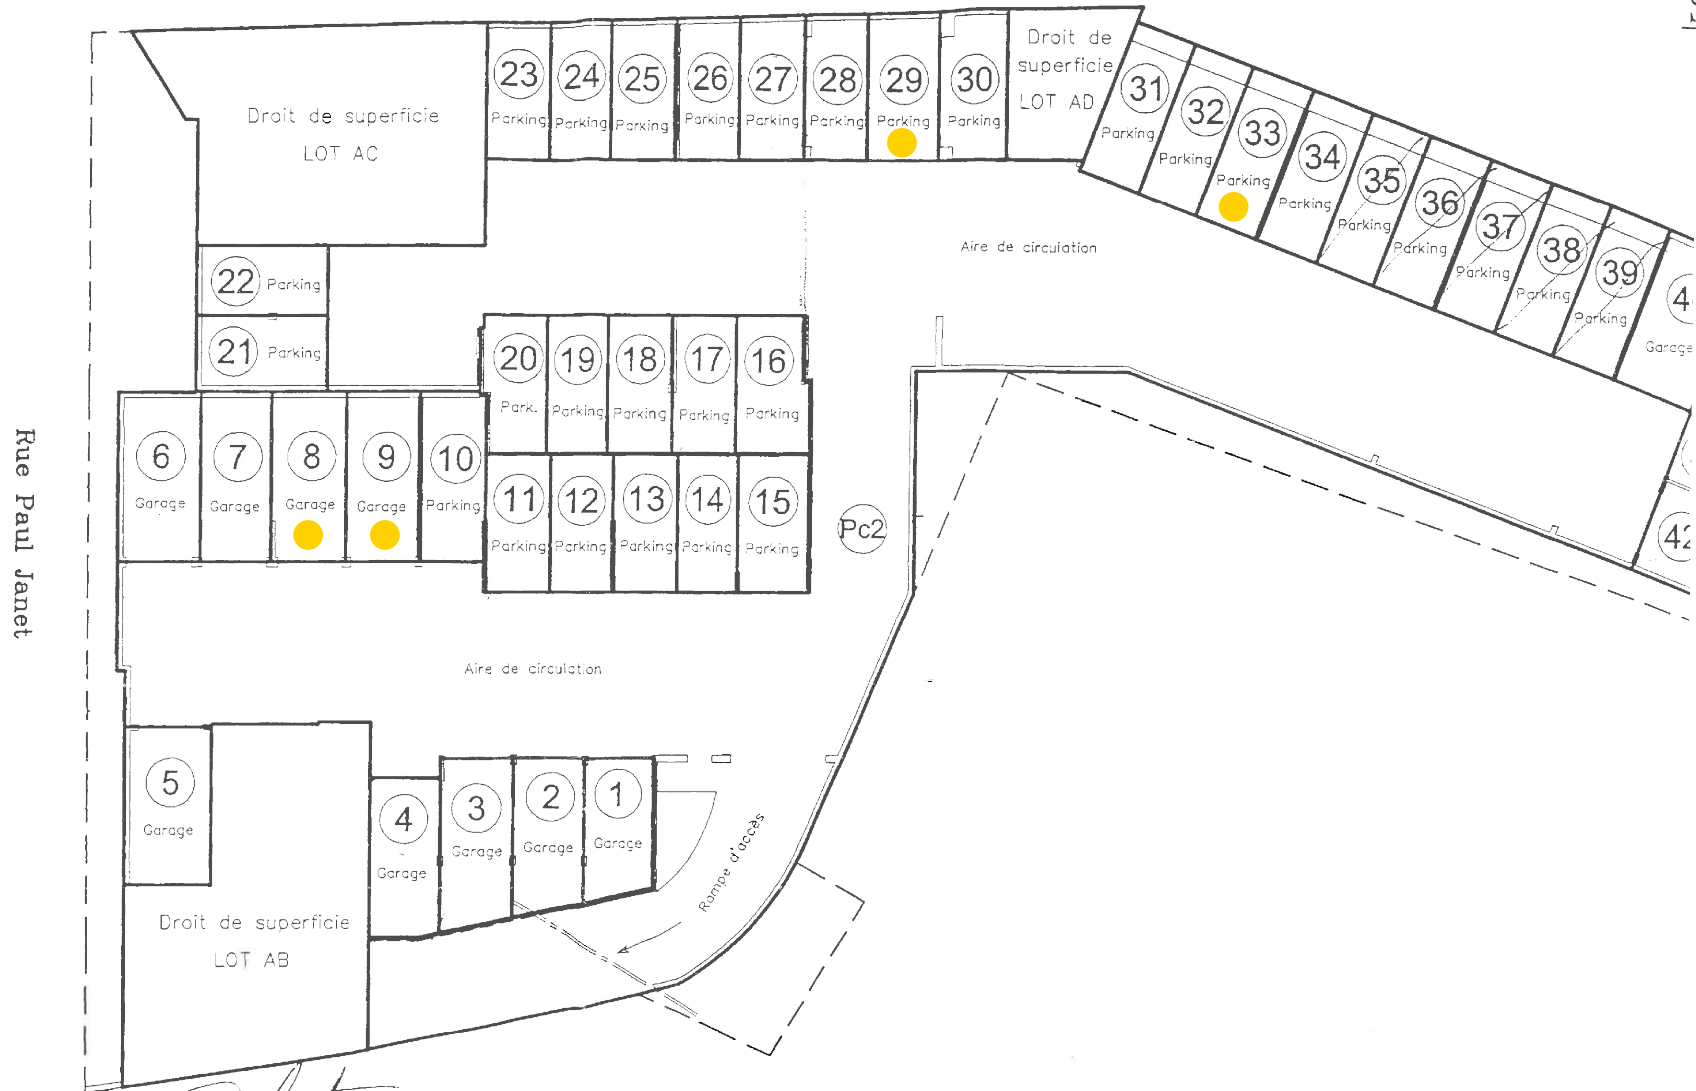 Droit de superficie
LOT AC
23
Parking
24
Parking
25
Parking
26
Parking
27
Parking
28
Parking
29
Parking
30
Parking
Droit de
superficie
LOT AD
31
Parking
32
Parking
33
Parking
34
Parking
35
Parking
36
Parking
37
Parking
38
Parking
39
Parking
Garage
Aire de circulation
22
Parking
21
Parking
20
Park.
19
Parking
18
Parking
17
Parking
16
Parking
6
Garage
7
Garage
8
Garage
9
Garage
10
Parking
11
Parking
12
Parking
13
Parking
14
Parking
15
Parking
Pc2
42
Rue Paul Janet
Aire de circulation
5
Garage
4
Garage
3
Garage
2
Garage
1
Garage
Rampe d'accès
Droit de superficie
LOT AB